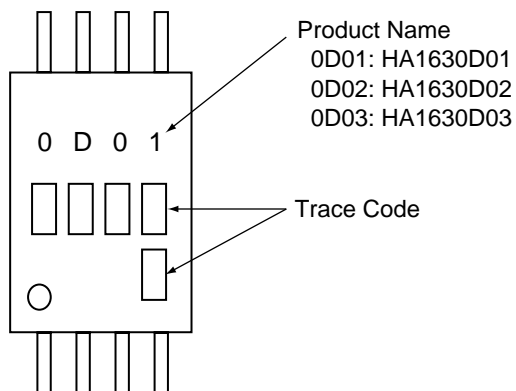 Product Name
0D01: HA1630D01
0D02: HA1630D02
0D03: HA1630D03
0 D 0 1
Trace Code